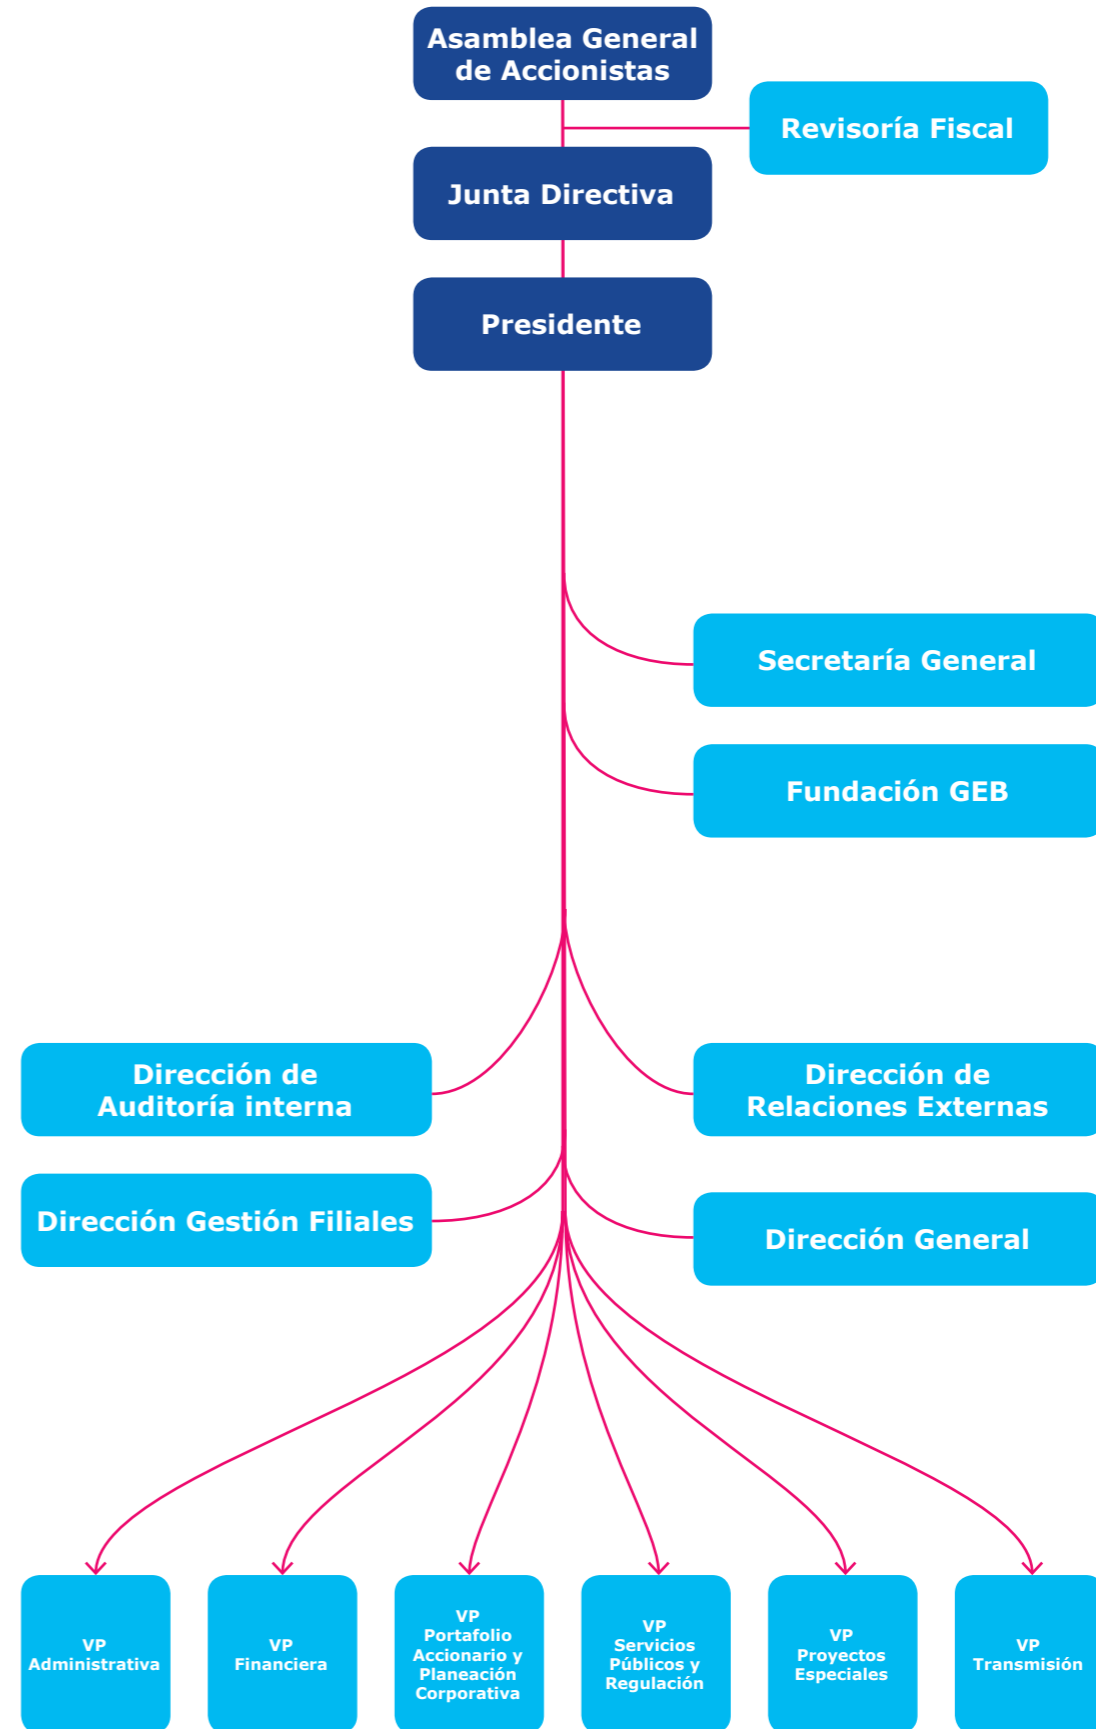 Asamblea General
de Accionistas
Revisoría Fiscal
Junta Directiva
Presidente
Secretaría General
Fundación GEB
Dirección de
Auditoría interna
Dirección de
Relaciones Externas
Dirección Gestión Filiales
Dirección General
VP
Administrativa
VP
Financiera
VP
Portafolio
Accionario y
Planeación
Corporativa
VP
Servicios
Públicos y
Regulación
VP
Proyectos
Especiales
VP
Transmisión